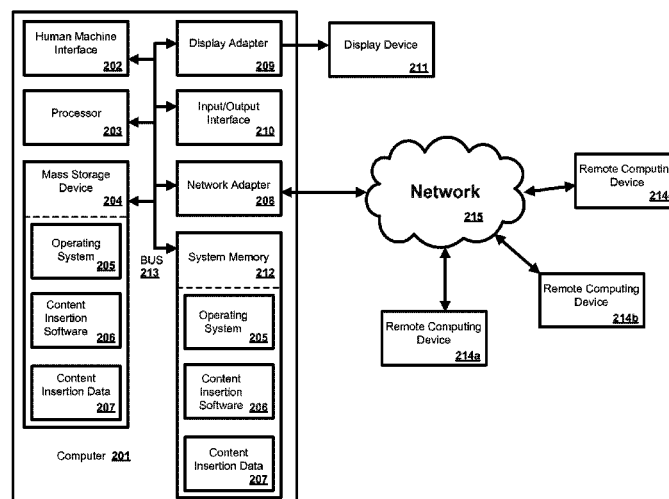 Human Machine
Interface
202
Display Adapter
209
Display Device
211
Processor
203
Input/Output
Interface
210
Mass Storage
Device
204
Network Adapter
208
Network
215
Remote Computing
Device
Operating
System
205
BUS
213
System Memory
212
Content
Insertion Software
206
Operating
System
205
Remote Computing
Device
214b
Remote Computing
Device
214a
Content
Insertion Data
207
Content
Insertion Software
206
Computer 201
Content
Insertion Data
207